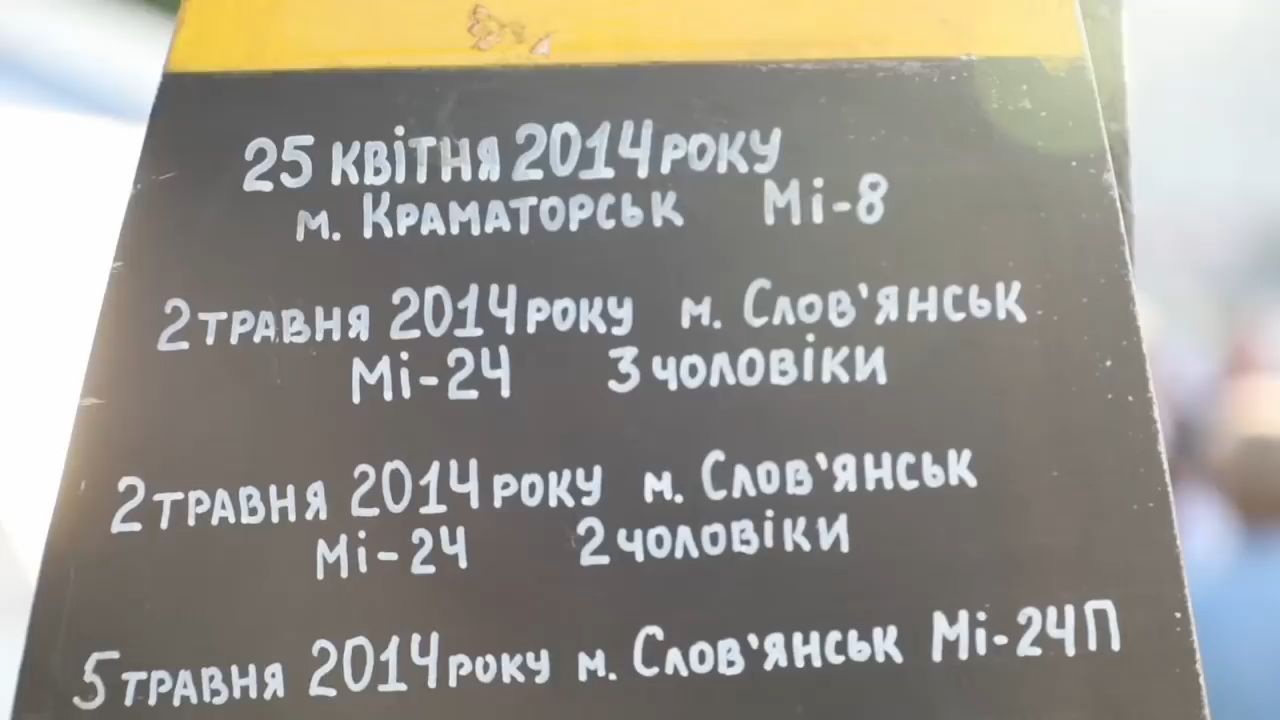 25 квітня 2014 року
м. Краматорськ Мі-8
2 травня 2014 року м. Слов'янськ
Мі-24 3 чоловіки
2 травня 2014 року м. Слов'янськ
Мі-24 2 чоловіки
5 травня 2014 року м. Слов'янськ Мі-24П